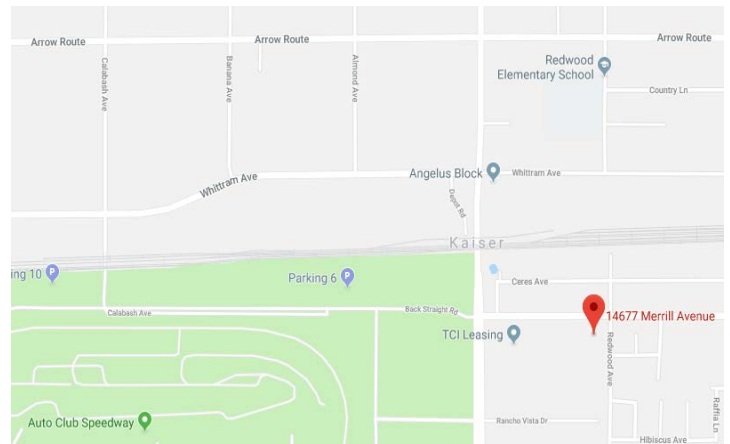 Arrow Route
Arrow Route
Arrow Route
Redwood
Elementary School
Calabash Ave
Banana Ave
Almond Ave
Country Ln
Angelus Block
Whittram Ave
Whittram Ave
Depot Rd
Kaiser
ing 10
P
Parking 6
P
Ceres Ave
Calabash Ave
Back Straight Rd
14677 Merrill Avenue
TCI Leasing
Redwood Ave
Raffia Ln
Auto Club Speedway
Rancho Vista Dr
Hibiscus Ave